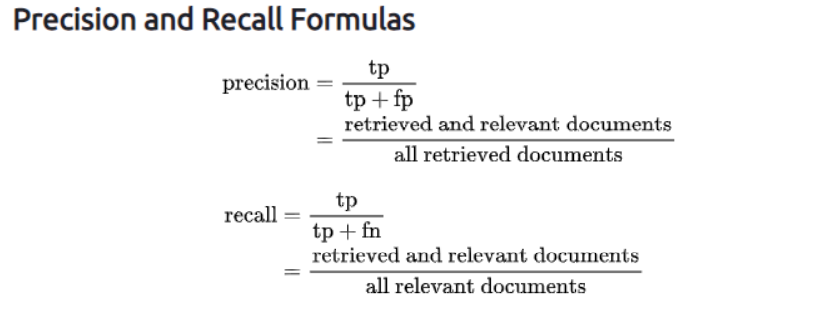 Precision and Recall Formulas
precision = tp / tp + fp
= retrieved and relevant documents / all retrieved documents
recall = tp / tp + fn
= retrieved and relevant documents / all relevant documents